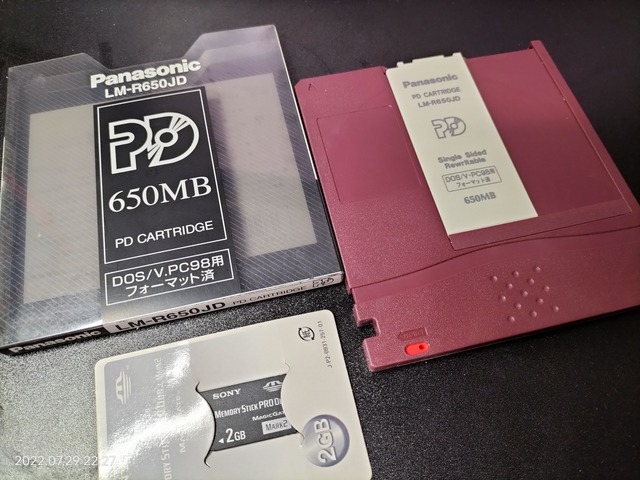 Panasonic
LM-R650JD
PD
650MB
PD CARTRIDGE
DOS/V.PC98用
フォーマット済
Panasonic LM-R650JD PD CARTRIDGE
Panasonic
PD CARTRIDGE
LM-R650JD
PD
Single Sided
Rewritable
DOS/V・PC98用
フォーマット済
650MB
SONY
MEMORY STICK PRO DUO
MAGICGATE
MARK2
2GB
2GB
2022.07.29 22:27